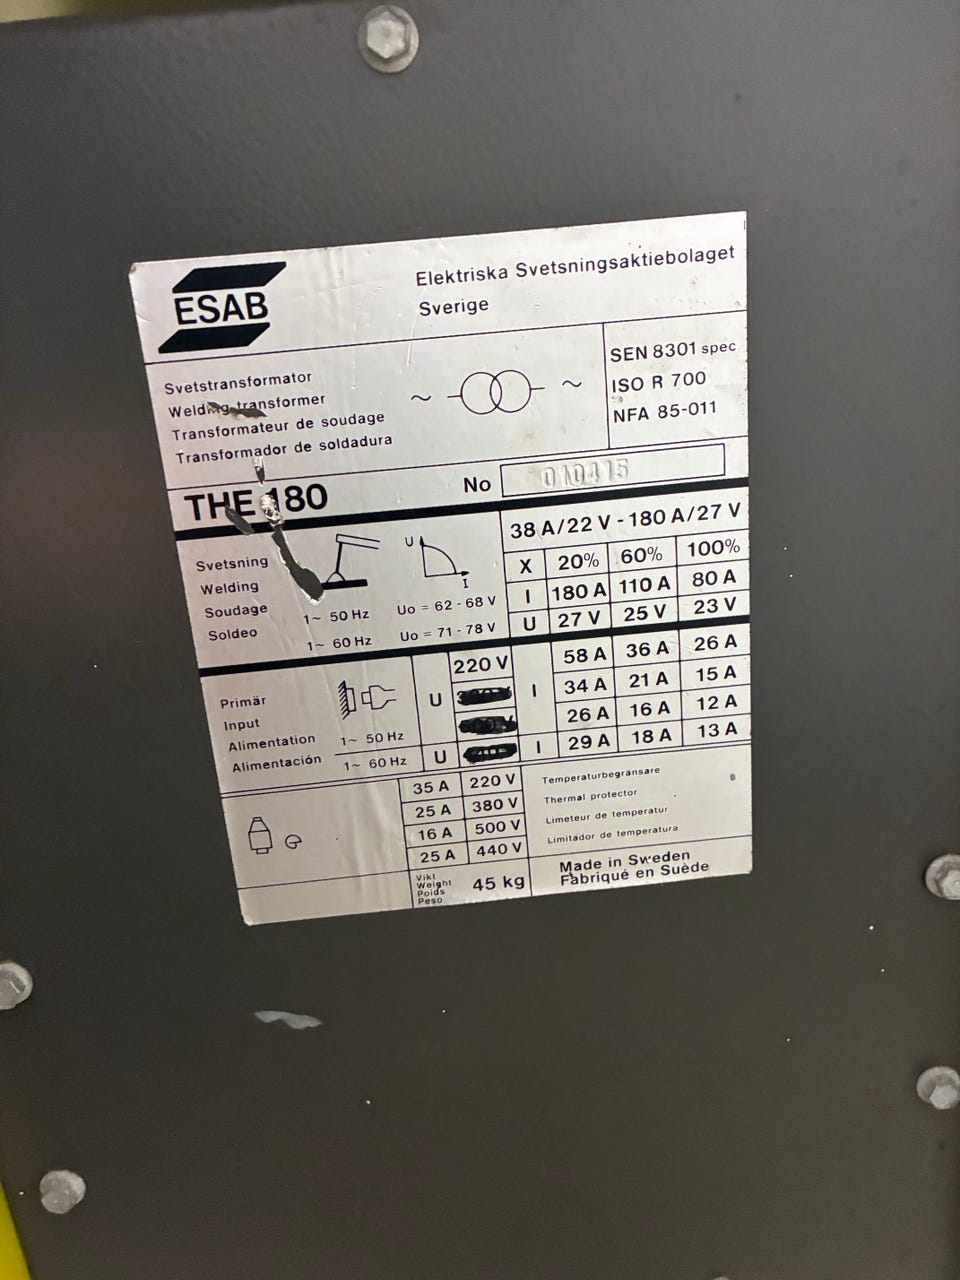 ESAB
Elektriska Svetsningsaktiebolaget
Sverige
Svetstransformator
Welding transformer
Transformateur de soudage
Transformador de soldadura
~ ~
SEN 8301 spec
ISO R 700
NFA 85-011
THE 180
No 010415
Svetsning
Welding
Soudage
Soldeo
U
I
1~ 50 Hz Uo = 62 - 68 V
1~ 60 Hz Uo = 71 - 78 V
38 A/22 V - 180 A/27 V
X 20% 60% 100%
I 180 A 110 A 80 A
U 27 V 25 V 23 V
Primär
Input
Alimentation
Alimentación
1~ 50 Hz
1~ 60 Hz
U 220 V I 58 A 36 A 26 A
34 A 21 A 15 A
26 A 16 A 12 A
U I 29 A 18 A 13 A
35 A 220 V
25 A 380 V
16 A 500 V
25 A 440 V
Temperaturbegränsare
Thermal protector
Limeteur de temperatur
Limitador de temperatura
Vikt
Weight
Poids
Peso
45 kg
Made in Sweden
Fabriqué en Suède